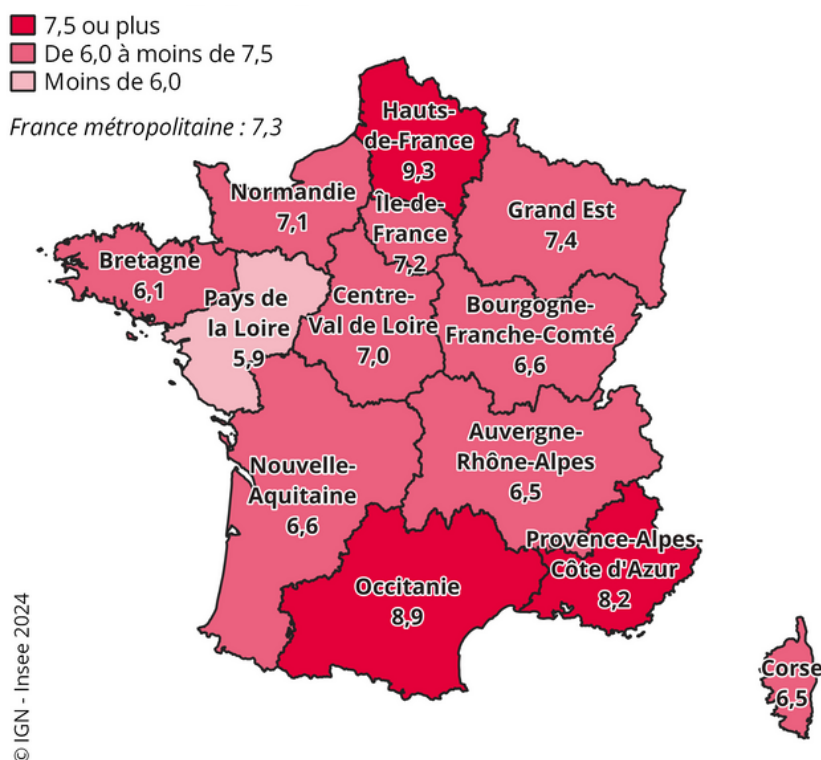 7,5 ou plus
De 6,0 à moins de 7,5
Moins de 6,0
France métropolitaine : 7,3
Hauts-
de-France
9,3
Normandie
7,1
Île-de-
France
7,2
Grand Est
7,4
Bretagne
6,1
Pays de
la Loire
5,9
Centre-
Val de Loire
7,0
Bourgogne-
Franche-Comté
6,6
Nouvelle-
Aquitaine
6,6
Auvergne-
Rhône-Alpes
6,5
Occitanie
8,9
Provence-Alpes-
Côte d'Azur
8,2
Corse
6,5
© IGN - Insee 2024